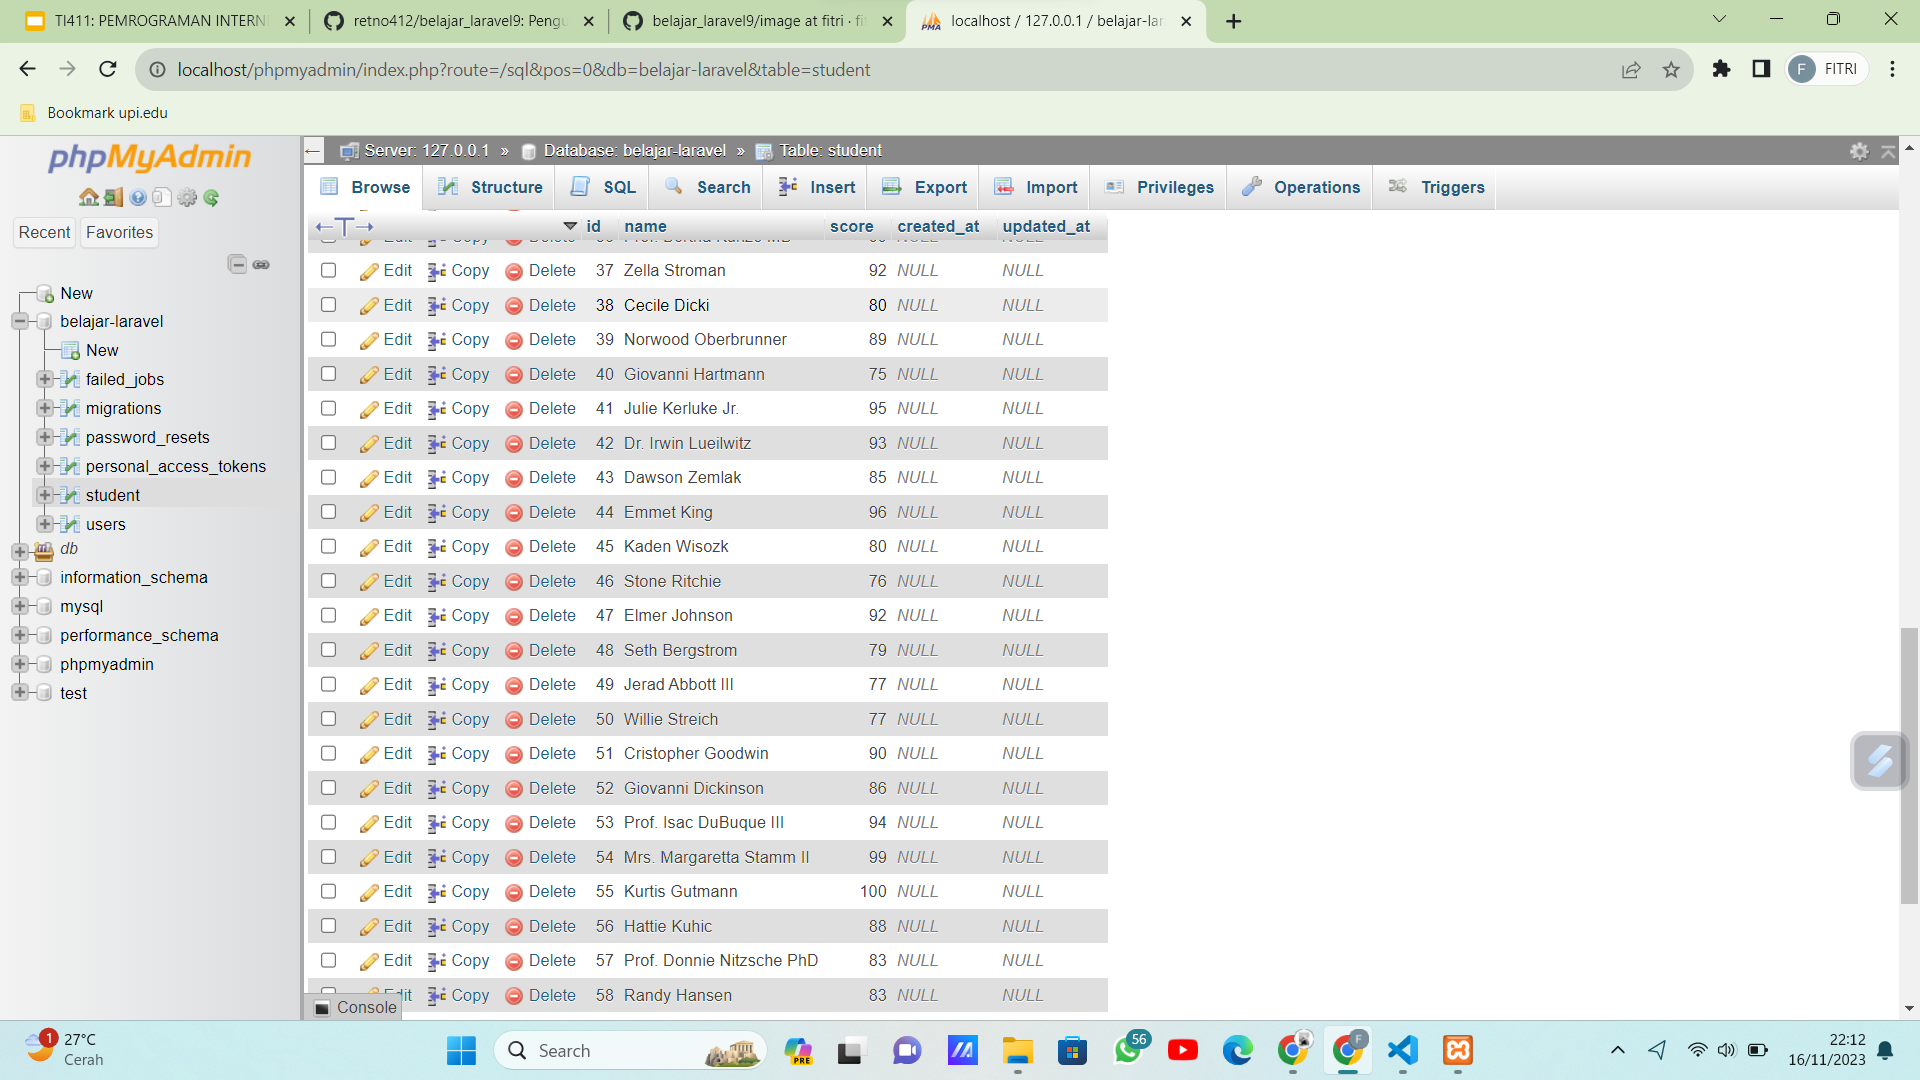 TI411: PEMROGRAMAN INTERN
retno412/belajar_laravel9: Pengu
belajar_laravel9/image at fitri · fi
localhost / 127.0.0.1 / belajar-lar
localhost/phpmyadmin/index.php?route=/sql&pos=0&db=belajar-laravel&table=student
F FITRI
Bookmark upi.edu
phpMyAdmin
Recent Favorites
New
belajar-laravel
New
failed_jobs
migrations
password_resets
personal_access_tokens
student
users
db
information_schema
mysql
performance_schema
phpmyadmin
test
Server: 127.0.0.1 » Database: belajar-laravel » Table: student
Browse Structure SQL Search Insert Export Import Privileges Operations Triggers
id name score created_at updated_at
Edit Copy Delete 37 Zella Stroman 92 NULL NULL
Edit Copy Delete 38 Cecile Dicki 80 NULL NULL
Edit Copy Delete 39 Norwood Oberbrunner 89 NULL NULL
Edit Copy Delete 40 Giovanni Hartmann 75 NULL NULL
Edit Copy Delete 41 Julie Kerluke Jr. 95 NULL NULL
Edit Copy Delete 42 Dr. Irwin Lueilwitz 93 NULL NULL
Edit Copy Delete 43 Dawson Zemlak 85 NULL NULL
Edit Copy Delete 44 Emmet King 96 NULL NULL
Edit Copy Delete 45 Kaden Wisozk 80 NULL NULL
Edit Copy Delete 46 Stone Ritchie 76 NULL NULL
Edit Copy Delete 47 Elmer Johnson 92 NULL NULL
Edit Copy Delete 48 Seth Bergstrom 79 NULL NULL
Edit Copy Delete 49 Jerad Abbott III 77 NULL NULL
Edit Copy Delete 50 Willie Streich 77 NULL NULL
Edit Copy Delete 51 Cristopher Goodwin 90 NULL NULL
Edit Copy Delete 52 Giovanni Dickinson 86 NULL NULL
Edit Copy Delete 53 Prof. Isac DuBuque III 94 NULL NULL
Edit Copy Delete 54 Mrs. Margaretta Stamm II 99 NULL NULL
Edit Copy Delete 55 Kurtis Gutmann 100 NULL NULL
Edit Copy Delete 56 Hattie Kuhic 88 NULL NULL
Edit Copy Delete 57 Prof. Donnie Nitzsche PhD 83 NULL NULL
Edit Copy Delete 58 Randy Hansen 83 NULL NULL
Console
1 27°C
Cerah
Search
PRE
56
F
22:12
16/11/2023